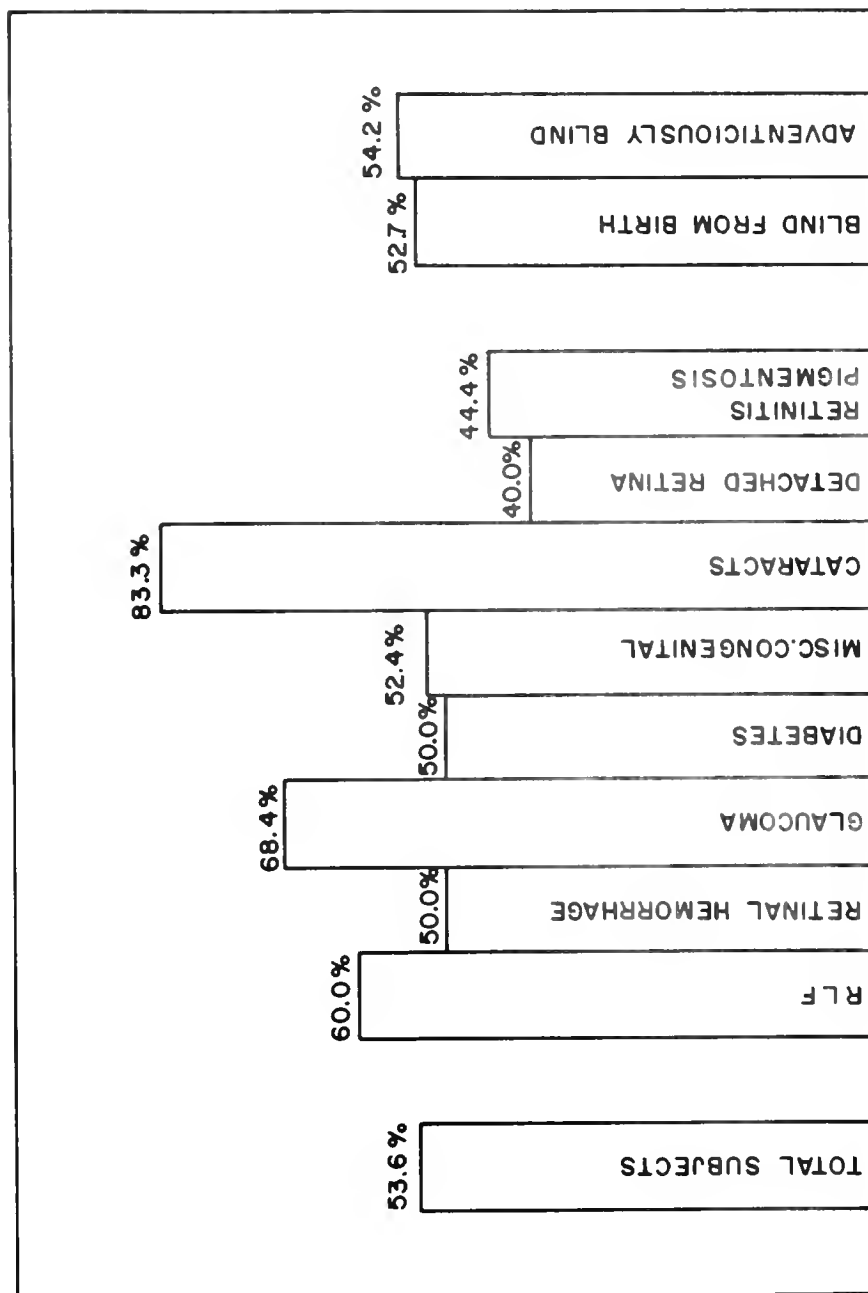 53.6%
TOTAL SUBJECTS
60.0%
RLF
50.0%
RETINAL HEMORRHAGE
68.4%
GLAUCOMA
50.0%
DIABETES
52.4%
MISC.CONGENITAL
83.3%
CATARACTS
40.0%
DETACHED RETINA
44.4%
RETINITIS
PIGMENTOSIS
52.7%
BLIND FROM BIRTH
54.2%
ADVENTICIOUSLY BLIND